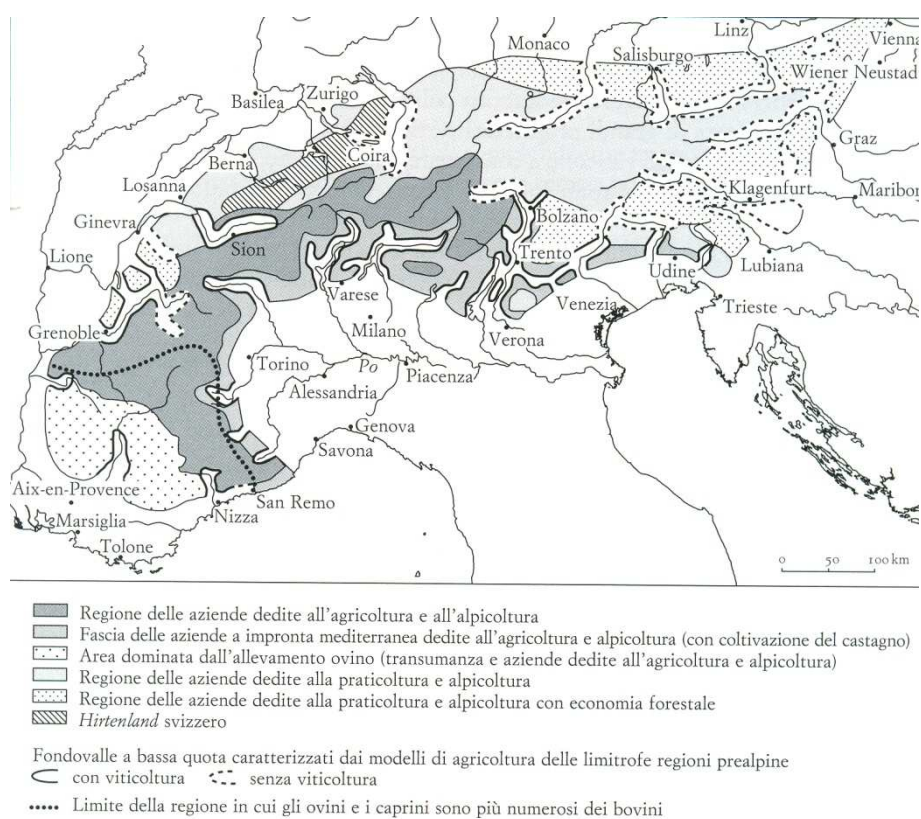 Monaco
Linz
Vienna
Salisburgo
Wiener Neustadt
Zurigo
Basilea
Graz
Berna
Coira
Losanna
Klagenfurt
Maribor
Ginevra
Bolzano
Sion
Trento
Lione
Udine
Lubiana
Varese
Venezia
Trieste
Grenoble
Milano
Verona
Torino
Po
Piacenza
Alessandria
Genova
Savona
Aix-en-Provence
San Remo
Nizza
Marsiglia
Tolone
0 50 100 km
Regione delle aziende dedite all'agricoltura e all'alpicoltura
Fascia delle aziende a impronta mediterranea dedite all'agricoltura e alpicoltura (con coltivazione del castagno)
Area dominata dall'allevamento ovino (transumanza e aziende dedite all'agricoltura e alpicoltura)
Regione delle aziende dedite alla praticoltura e alpicoltura
Regione delle aziende dedite alla praticoltura e alpicoltura con economia forestale
Hirtenland svizzero
Fondovalle a bassa quota caratterizzati dai modelli di agricoltura delle limitrofe regioni prealpine
con viticoltura senza viticoltura
Limite della regione in cui gli ovini e i caprini sono più numerosi dei bovini